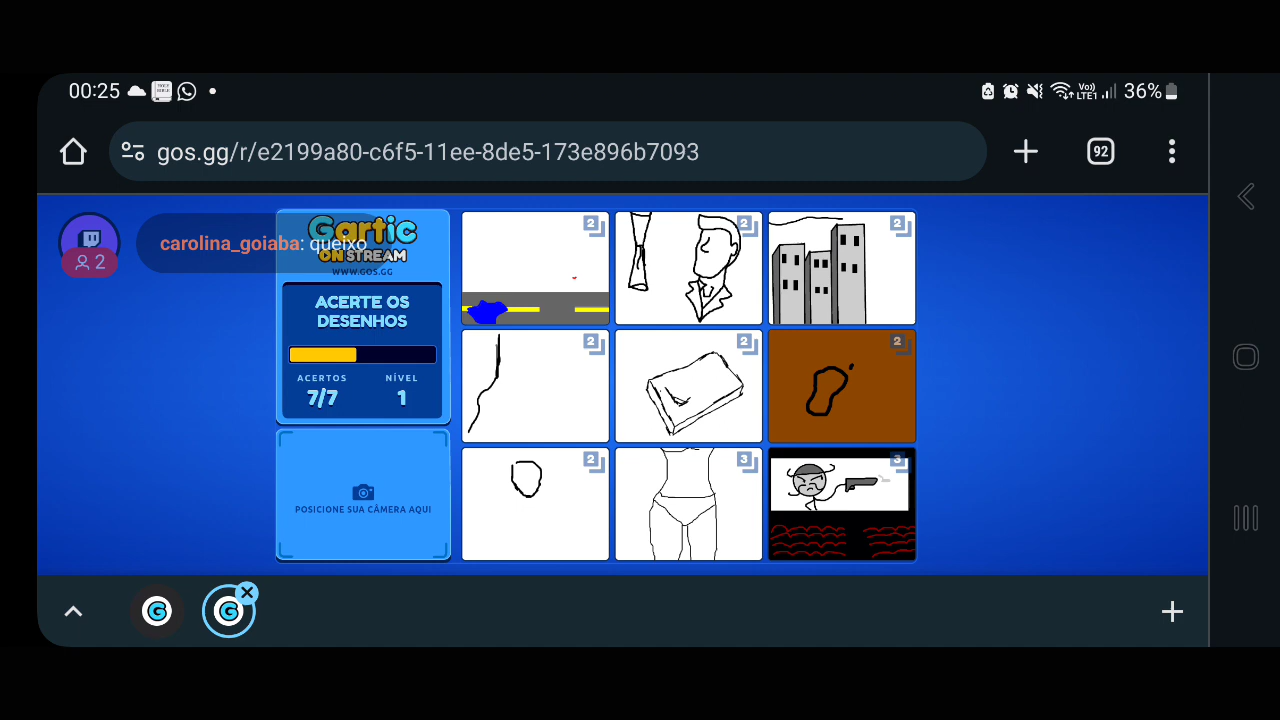 00:25
Vo))
LTE1
36%
gos.gg/r/e2199a80-c6f5-11ee-8de5-173e896b7093
92
2
carolina_goiaba: queixo
Gartic
ON STREAM
WWW.GOS.GG
ACERTE OS
DESENHOS
ACERTOS NÍVEL
7/7 1
POSICIONE SUA CÂMERA AQUI
2 2 2
2 2 2
2 3 3
G G